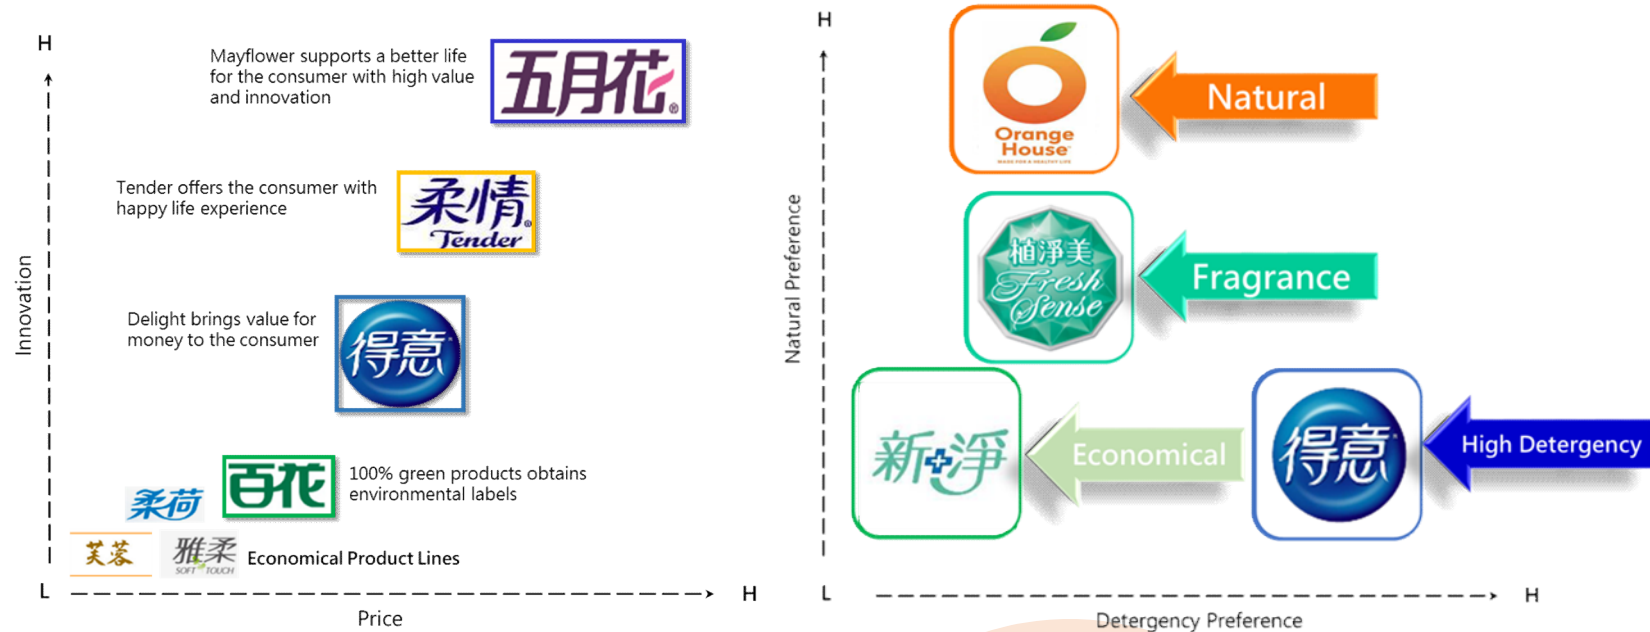 H
Mayflower supports a better life
for the consumer with high value
and innovation
五月花®
Tender offers the consumer with
happy life experience
柔情®
Tender
Innovation
Delight brings value for
money to the consumer
得意
百花
100% green products obtains
environmental labels
柔荷
芙蓉
雅柔
SOFT TOUCH
Economical Product Lines
L
H
Price
H
Orange
House
MADE FOR A HEALTHY LIFE
Natural
Natural Preference
植淨美
Fresh
Sense
Fragrance
新淨
Economical
得意
High Detergency
L
H
Detergency Preference